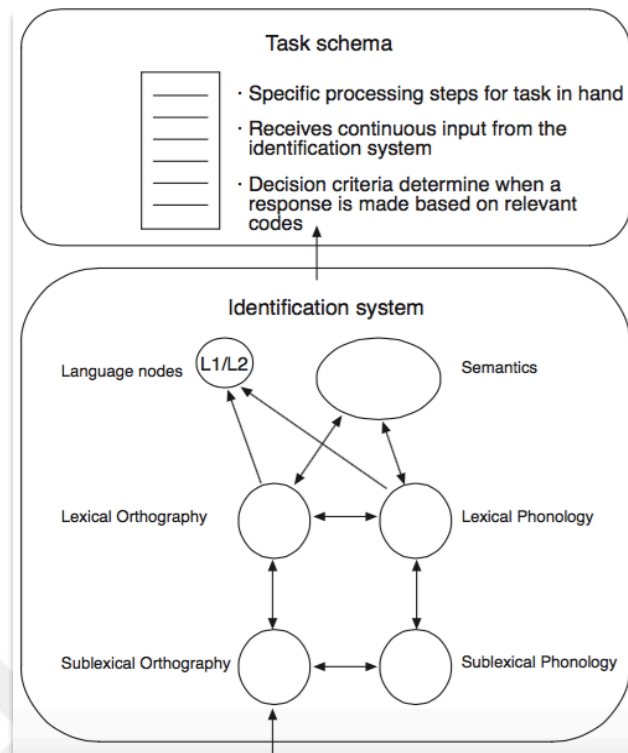 Task schema
· Specific processing steps for task in hand
· Receives continuous input from the
identification system
· Decision criteria determine when a
response is made based on relevant
codes
Identification system
Language nodes
L1/L2
Semantics
Lexical Orthography
Lexical Phonology
Sublexical Orthography
Sublexical Phonology